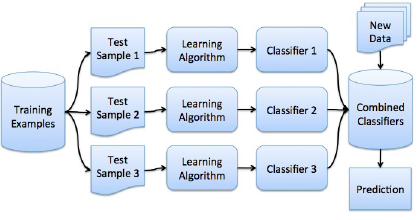 Training
Examples
Test
Sample 1
Learning
Algorithm
Classifier 1
Test
Sample 2
Learning
Algorithm
Classifier 2
Test
Sample 3
Learning
Algorithm
Classifier 3
New
Data
Combined
Classifiers
Prediction